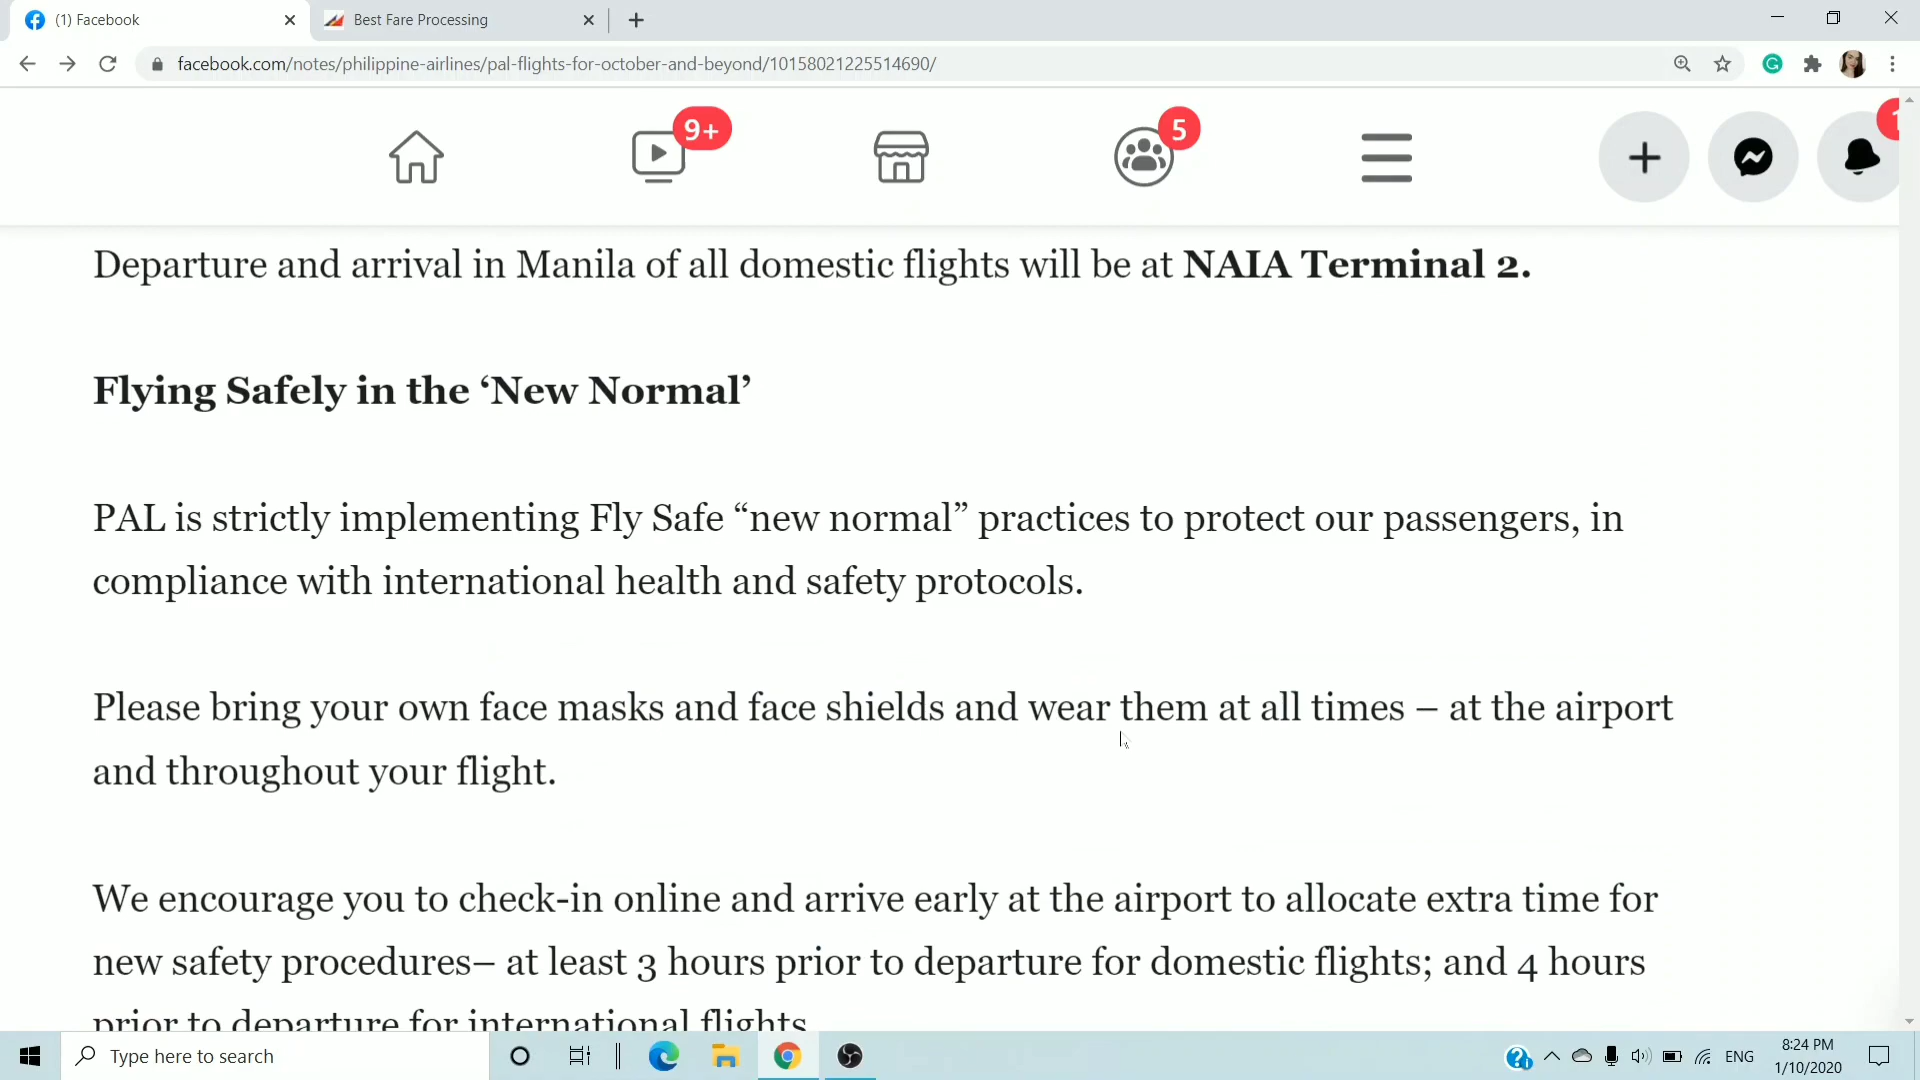 (1) Facebook
Best Fare Processing
facebook.com/notes/philippine-airlines/pal-flights-for-october-and-beyond/10158021225514690/
9+
5
1
Departure and arrival in Manila of all domestic flights will be at NAIA Terminal 2.
Flying Safely in the ‘New Normal’
PAL is strictly implementing Fly Safe “new normal” practices to protect our passengers, in
compliance with international health and safety protocols.
Please bring your own face masks and face shields and wear them at all times – at the airport
and throughout your flight.
We encourage you to check-in online and arrive early at the airport to allocate extra time for
new safety procedures– at least 3 hours prior to departure for domestic flights; and 4 hours
prior to departure for international flights
Type here to search
ENG
8:24 PM
1/10/2020